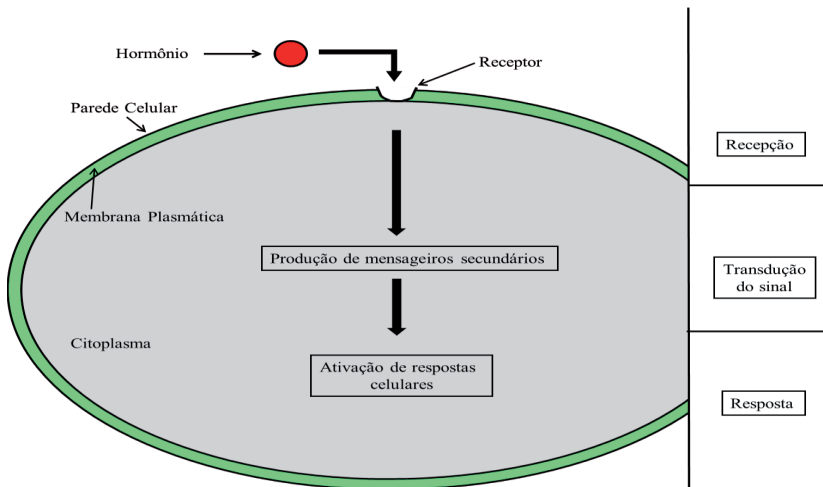 Hormônio
Receptor
Parede Celular
Recepção
Membrana Plasmática
Produção de mensageiros secundários
Transdução
do sinal
Citoplasma
Ativação de respostas
celulares
Resposta